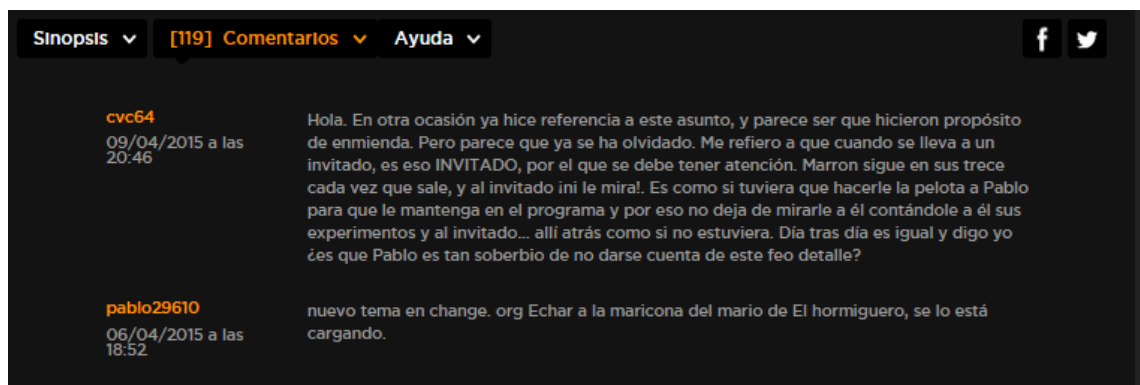 Sinopsis
[119] Comentarios
Ayuda
cvc64
09/04/2015 a las
20:46
Hola. En otra ocasión ya hice referencia a este asunto, y parece ser que hicieron propósito
de enmienda. Pero parece que ya se ha olvidado. Me refiero a que cuando se lleva a un
invitado, es eso INVITADO, por el que se debe tener atención. Marron sigue en sus trece
cada vez que sale, y al invitado ¡ni le mira!. Es como si tuviera que hacerle la pelota a Pablo
para que le mantenga en el programa y por eso no deja de mirarle a él contándole a él sus
experimentos y al invitado... allí atrás como si no estuviera. Día tras día es igual y digo yo
¿es que Pablo es tan soberbio de no darse cuenta de este feo detalle?
pablo29610
06/04/2015 a las
18:52
nuevo tema en change. org Echar a la maricona del mario de El hormiguero, se lo está
cargando.